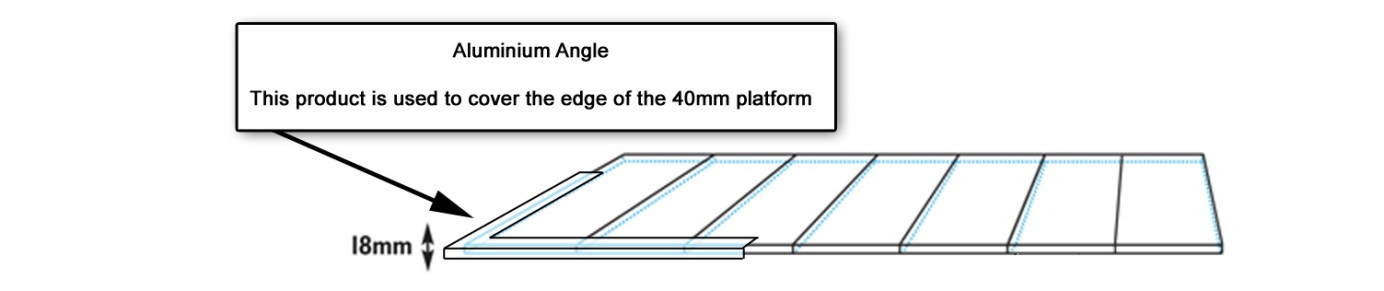 Aluminium Angle
This product is used to cover the edge of the 40mm platform
18mm